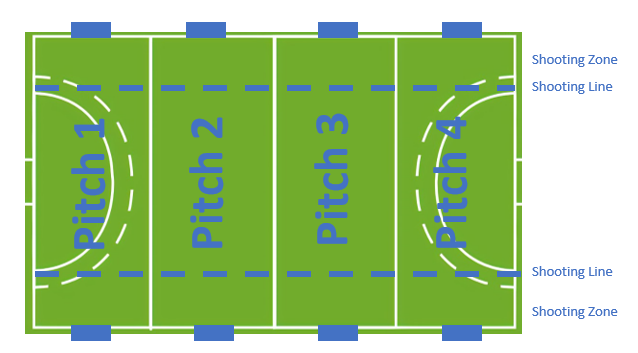 Shooting Zone
Shooting Line
Pitch 1
Pitch 2
Pitch 3
Pitch 4
Shooting Line
Shooting Zone